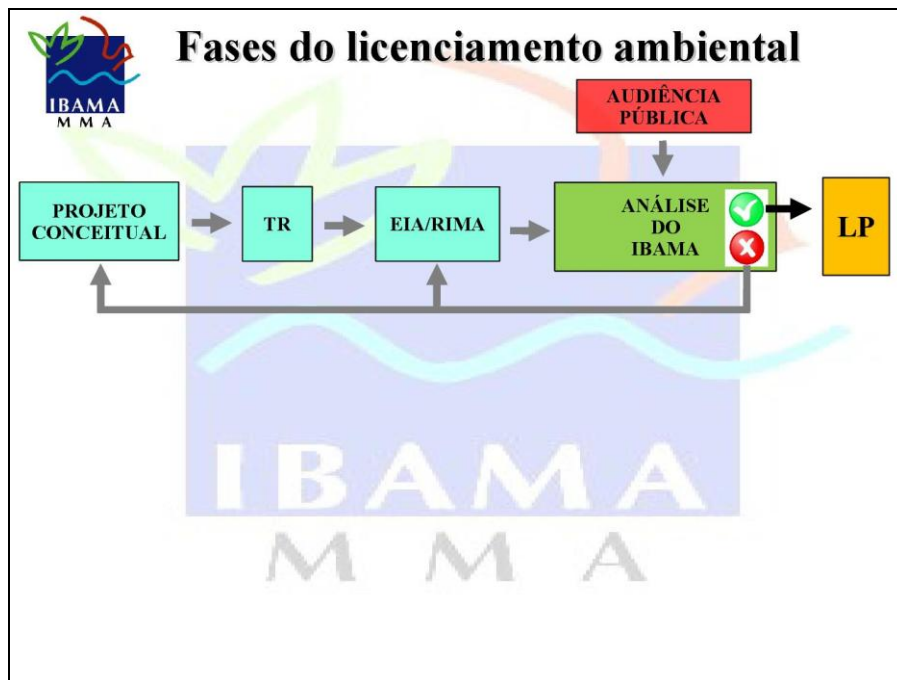 Fases do licenciamento ambiental
IBAMA
MMA
AUDIÊNCIA
PÚBLICA
PROJETO
CONCEITUAL
TR
EIA/RIMA
ANÁLISE
DO
IBAMA
LP
IBAMA
MMA